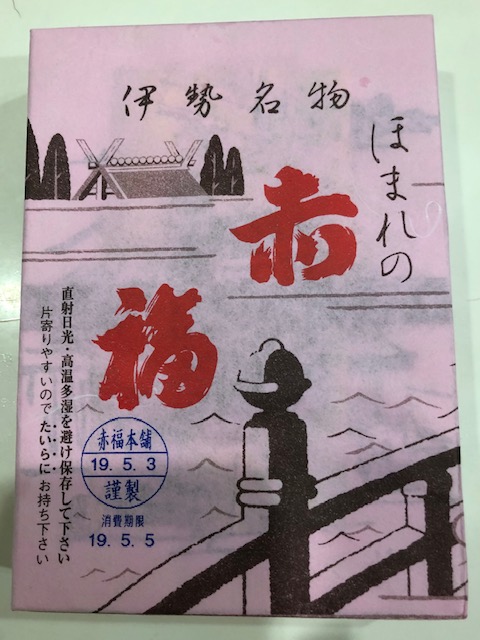 伊勢名物
ほまれの
赤
福
直射日光・高温多湿を避け保存して下さい
片寄りやすいので たいらに お持ち下さい
赤福本舗
19. 5. 3
謹製
消費期限
19. 5. 5